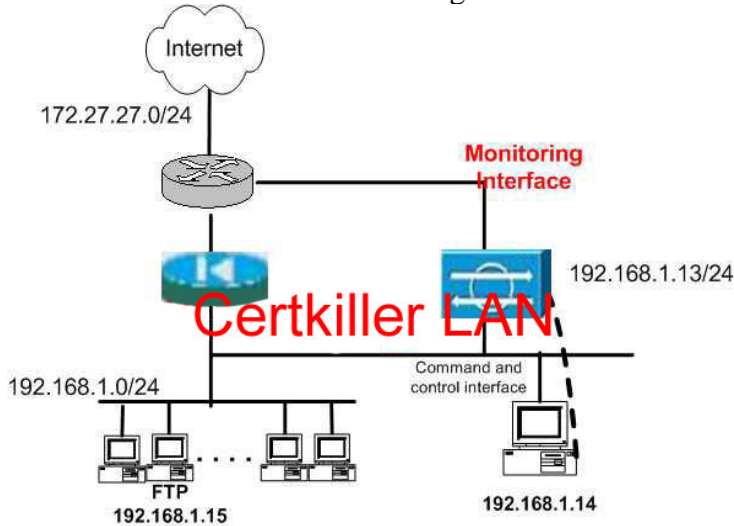 Internet
172.27.27.0/24
Monitoring
Interface
192.168.1.13/24
Certkiller LAN
Command and
control interface
192.168.1.0/24
FTP
192.168.1.15
192.168.1.14